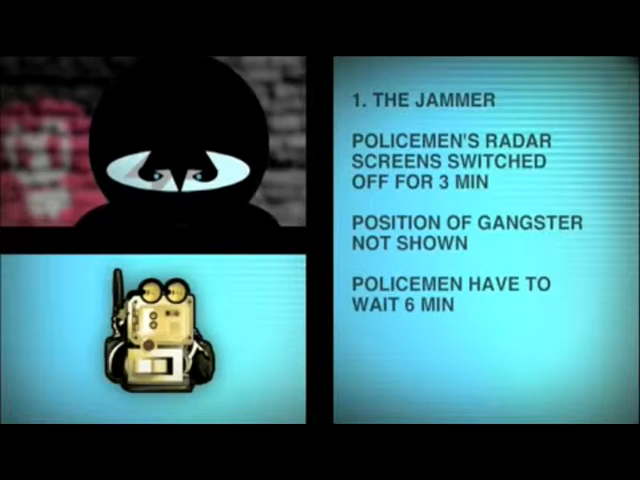 1. THE JAMMER
POLICEMEN'S RADAR
SCREENS SWITCHED
OFF FOR 3 MIN
POSITION OF GANGSTER
NOT SHOWN
POLICEMEN HAVE TO
WAIT 6 MIN